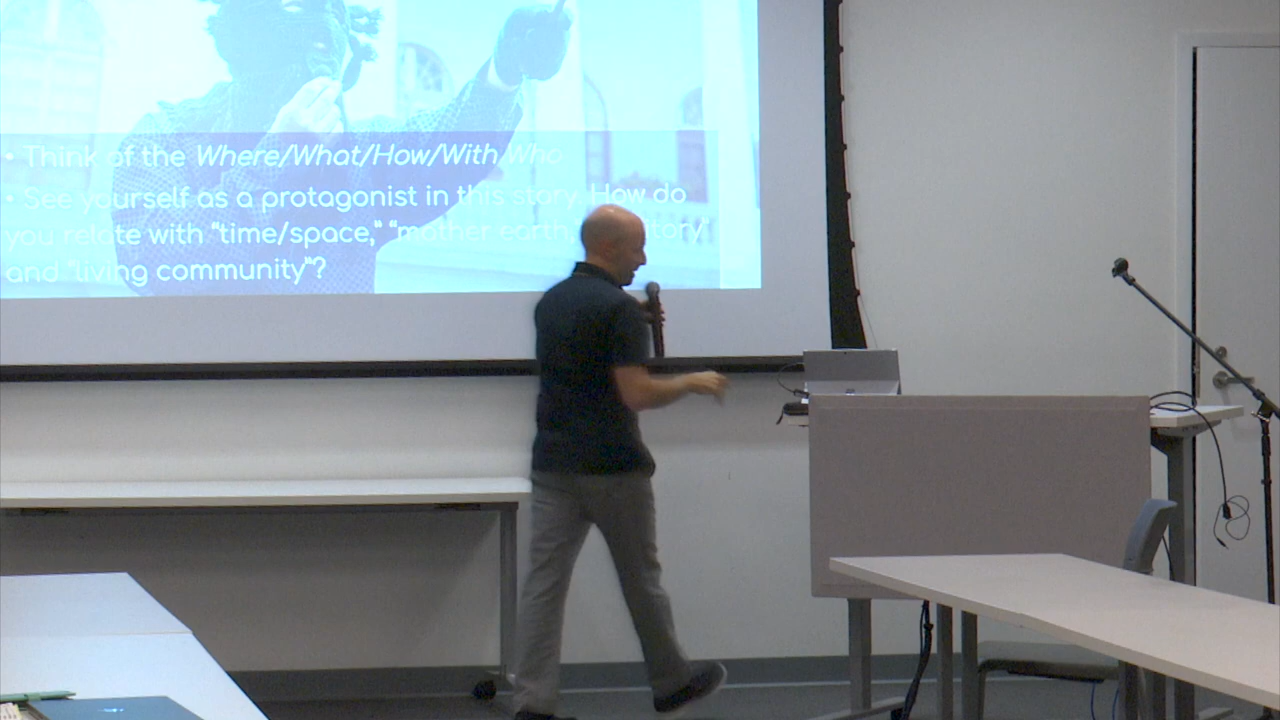 • Think of the Where/What/How/With Who
• See yourself as a protagonist in this story. How do
you relate with "time/space," "mother earth,
and "living community"?